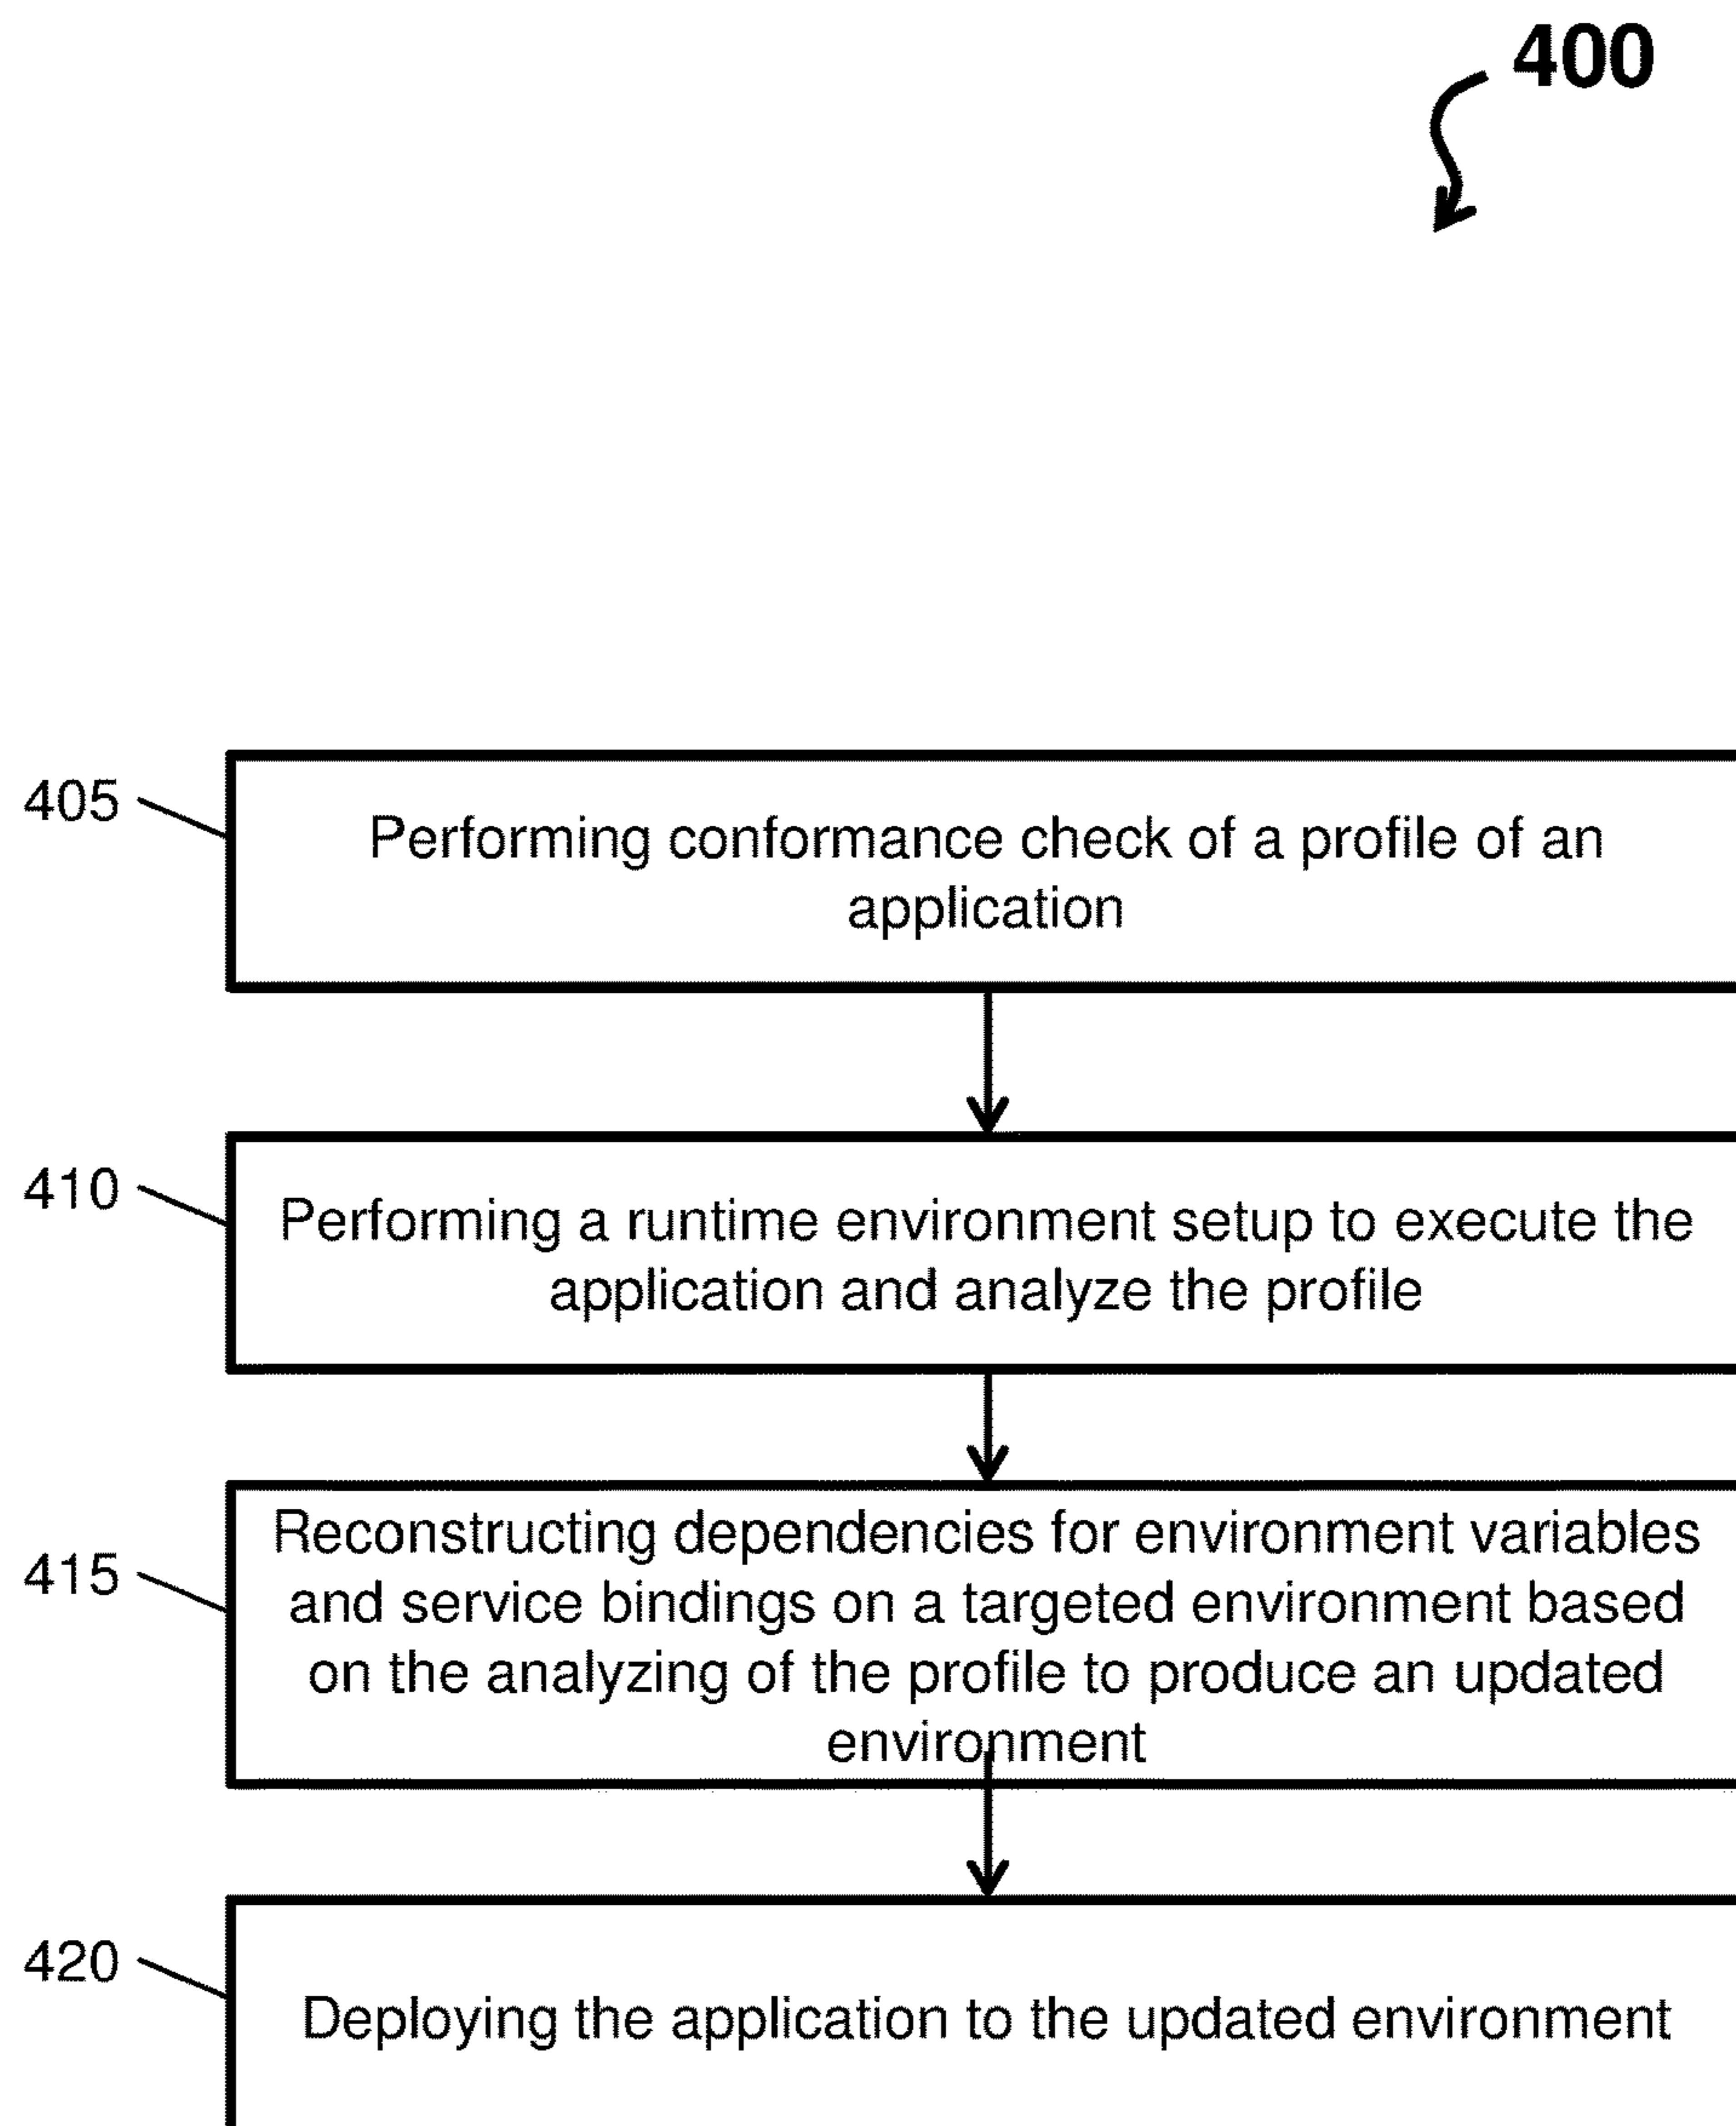 400
405
Performing conformance check of a profile of an
application
410
Performing a runtime environment setup to execute the
application and analyze the profile
415
Reconstructing dependencies for environment variables
and service bindings on a targeted environment based
on the analyzing of the profile to produce an updated
environment
420
Deploying the application to the updated environment